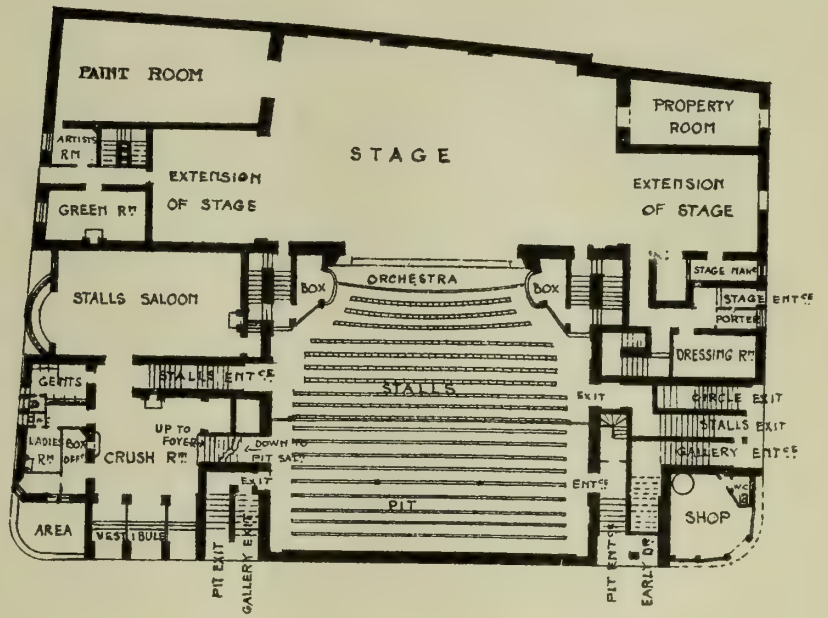 PAINT ROOM
PROPERTY
ROOM
ARTISTS
RM
STAGE
EXTENSION
OF STAGE
EXTENSION
OF STAGE
GREEN RM
STALLS SALOON
BOX
ORCHESTRA
BOX
STAGE MANR
STAGE ENTCE
PORTER
DRESSING RM
GENTS
STALLS ENTCE
STALLS
EXIT
CIRCLE EXIT
STALLS EXIT
GALLERY ENTCE
LADIES
RM
BOX
OFFCE
CRUSH RM
UP TO
FOYER
DOWN TO
PIT SALN
EXIT
ENTCE
PIT
SHOP
WC
AREA
VESTIBULE
PIT EXIT
GALLERY EXIT
PIT ENTCE
EARLY DR